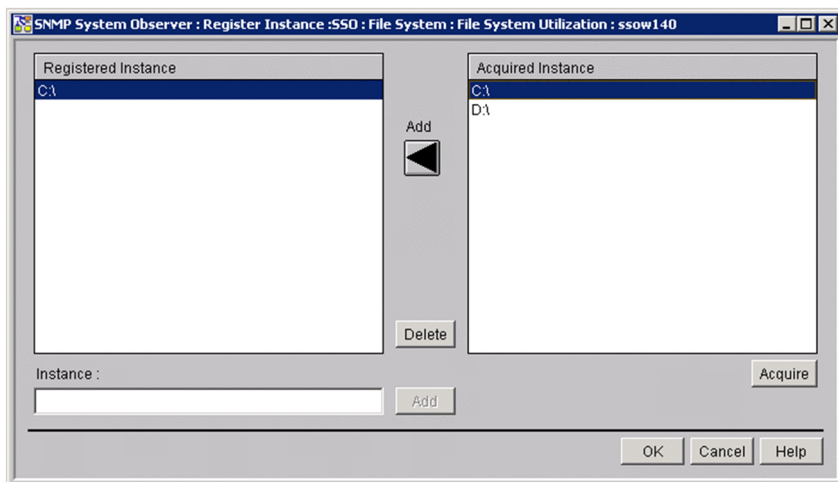 SNMP System Observer : Register Instance :SSO : File System : File System Utilization : ssow140
Registered Instance
C:\
Add
Delete
Acquired Instance
C:\
D:\
Acquire
Instance :
Add
OK
Cancel
Help